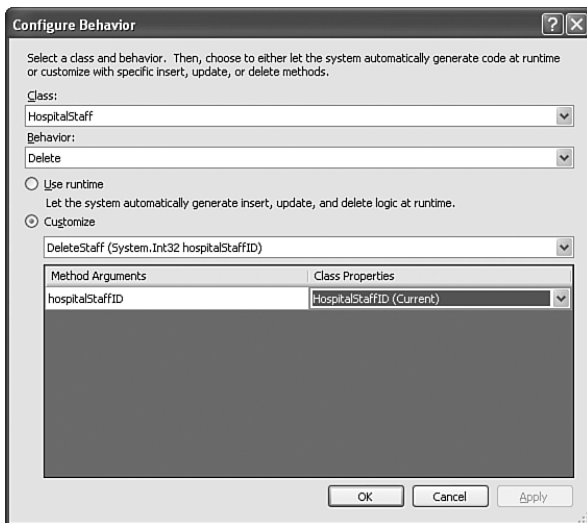 Configure Behavior
Select a class and behavior. Then, choose to either let the system automatically generate code at runtime
or customize with specific insert, update, or delete methods.
Class:
HospitalStaff
Behavior:
Delete
Use runtime
Let the system automatically generate insert, update, and delete logic at runtime.
Customize
DeleteStaff (System.Int32 hospitalStaffID)
Method Arguments Class Properties
hospitalStaffID HospitalStaffID (Current)
OK Cancel Apply